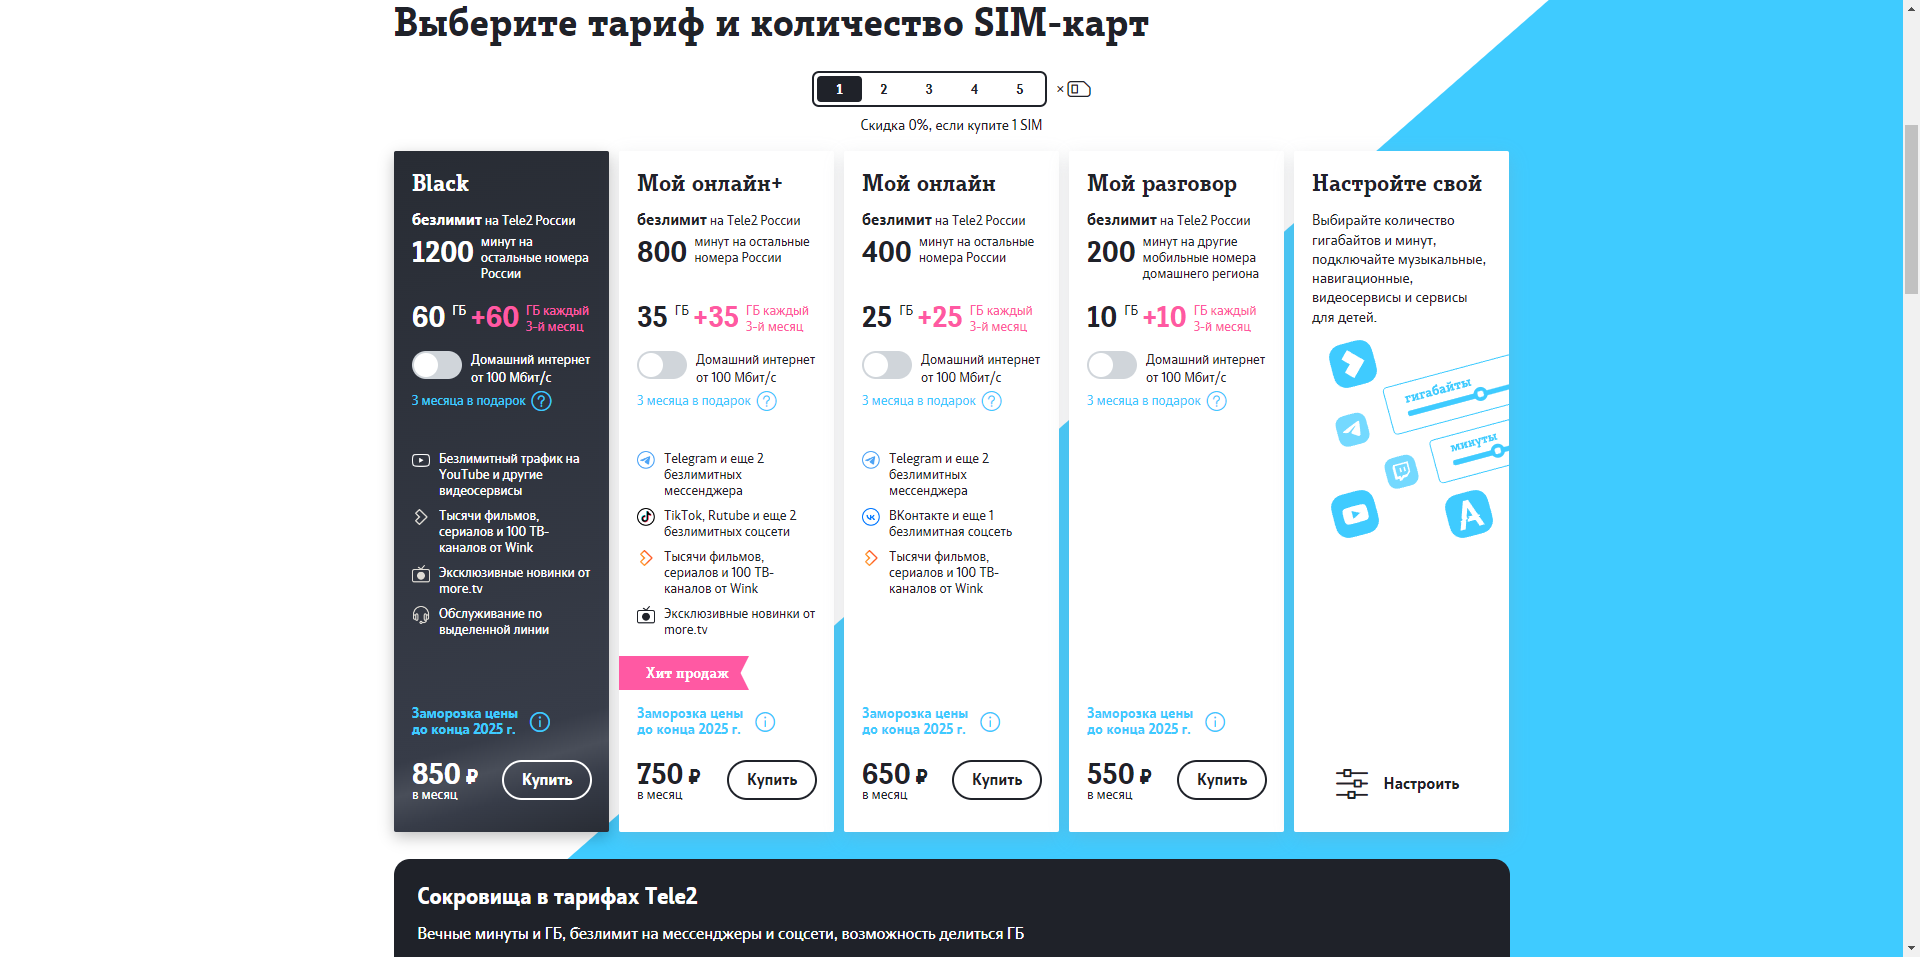 Выберите тариф и количество SIM-карт
1 2 3 4 5 ×
Скидка 0%, если купите 1 SIM
Black
безлимит на Tele2 России
1200 минут на
остальные номера
России
60 ГБ +60 ГБ каждый
3-й месяц
Домашний интернет
от 100 Мбит/с
3 месяца в подарок ?
Безлимитный трафик на
YouTube и другие
видеосервисы
Тысячи фильмов,
сериалов и 100 ТВ-
каналов от Wink
Эксклюзивные новинки от
more.tv
Обслуживание по
выделенной линии
Заморозка цены
до конца 2025 г. i
850 ₽
в месяц
Купить
Мой онлайн+
безлимит на Tele2 России
800 минут на остальные
номера России
35 ГБ +35 ГБ каждый
3-й месяц
Домашний интернет
от 100 Мбит/с
3 месяца в подарок ?
Telegram и еще 2
безлимитных
мессенджера
TikTok, Rutube и еще 2
безлимитных соцсети
Тысячи фильмов,
сериалов и 100 ТВ-
каналов от Wink
Эксклюзивные новинки от
more.tv
Хит продаж
Заморозка цены
до конца 2025 г. i
750 ₽
в месяц
Купить
Мой онлайн
безлимит на Tele2 России
400 минут на остальные
номера России
25 ГБ +25 ГБ каждый
3-й месяц
Домашний интернет
от 100 Мбит/с
3 месяца в подарок ?
Telegram и еще 2
безлимитных
мессенджера
ВКонтакте и еще 1
безлимитная соцсеть
Тысячи фильмов,
сериалов и 100 ТВ-
каналов от Wink
Заморозка цены
до конца 2025 г. i
650 ₽
в месяц
Купить
Мой разговор
безлимит на Tele2 России
200 минут на другие
мобильные номера
домашнего региона
10 ГБ +10 ГБ каждый
3-й месяц
Домашний интернет
от 100 Мбит/с
3 месяца в подарок ?
Заморозка цены
до конца 2025 г. i
550 ₽
в месяц
Купить
Настройте свой
Выбирайте количество
гигабайтов и минут,
подключайте музыкальные,
навигационные,
видеосервисы и сервисы
для детей.
гигабайты
минуты
Настроить
Сокровища в тарифах Tele2
Вечные минуты и ГБ, безлимит на мессенджеры и соцсети, возможность делиться ГБ